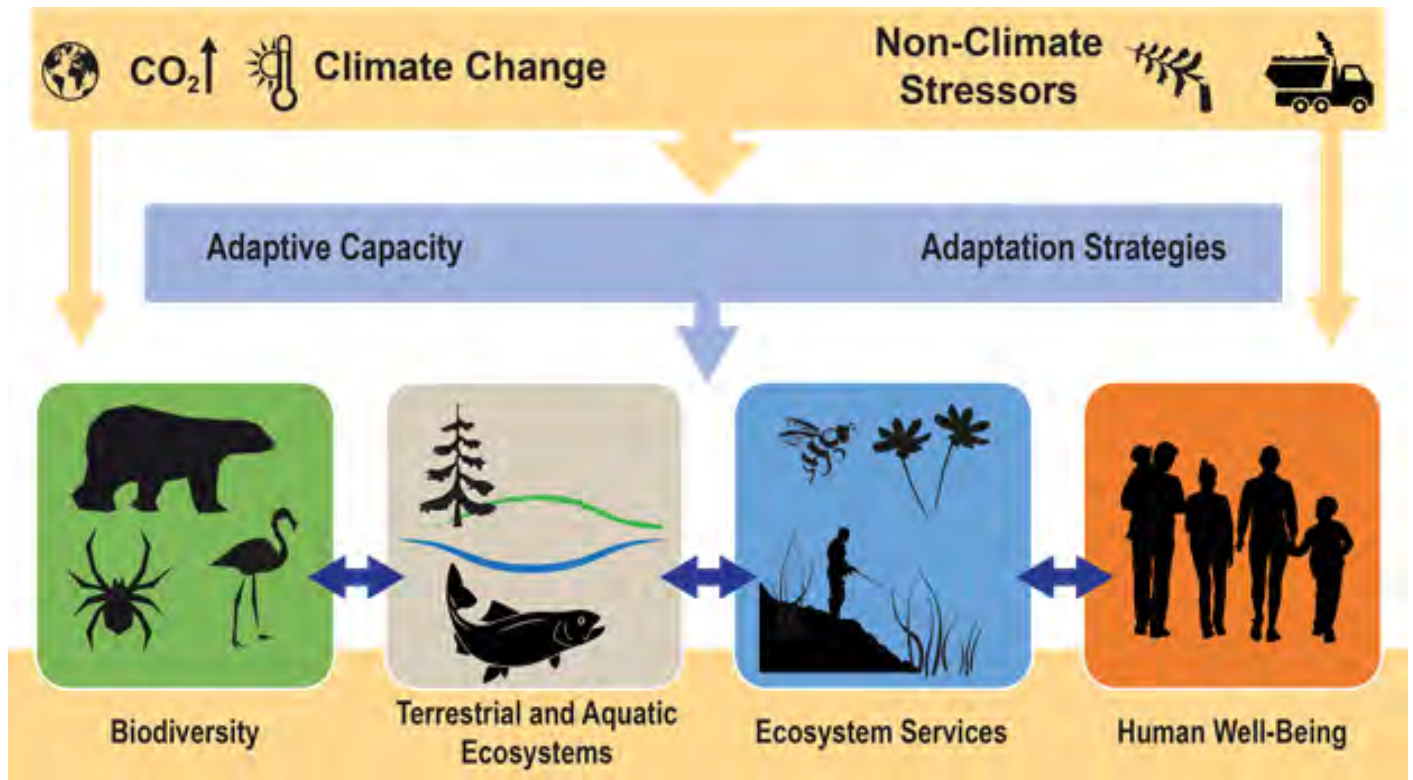 CO₂ Climate Change
Non-Climate
Stressors
Adaptive Capacity
Adaptation Strategies
Biodiversity
Terrestrial and Aquatic
Ecosystems
Ecosystem Services
Human Well-Being